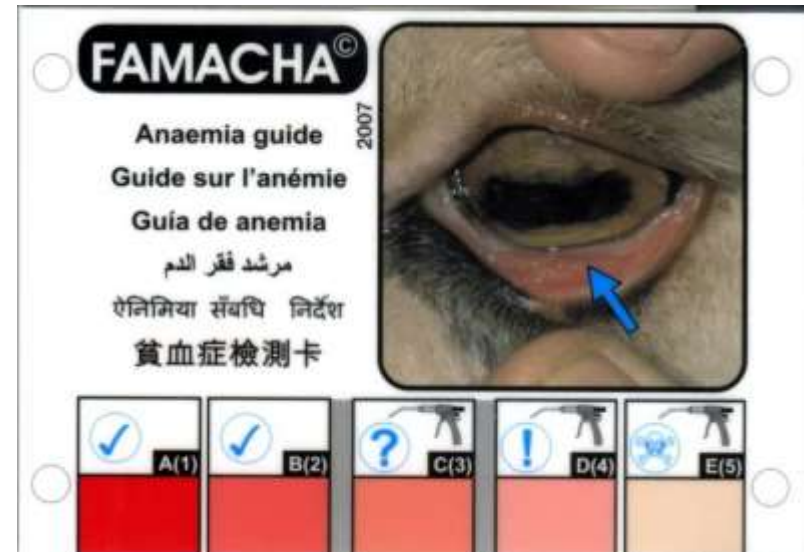 FAMACHA©
2007
Anaemia guide
Guide sur l'anémie
Guía de anemia
مرشد فقر الدم
ऐनिमिया सँबधि निर्देश
貧血症檢測卡
A(1)
B(2)
? C(3)
! D(4)
E(5)